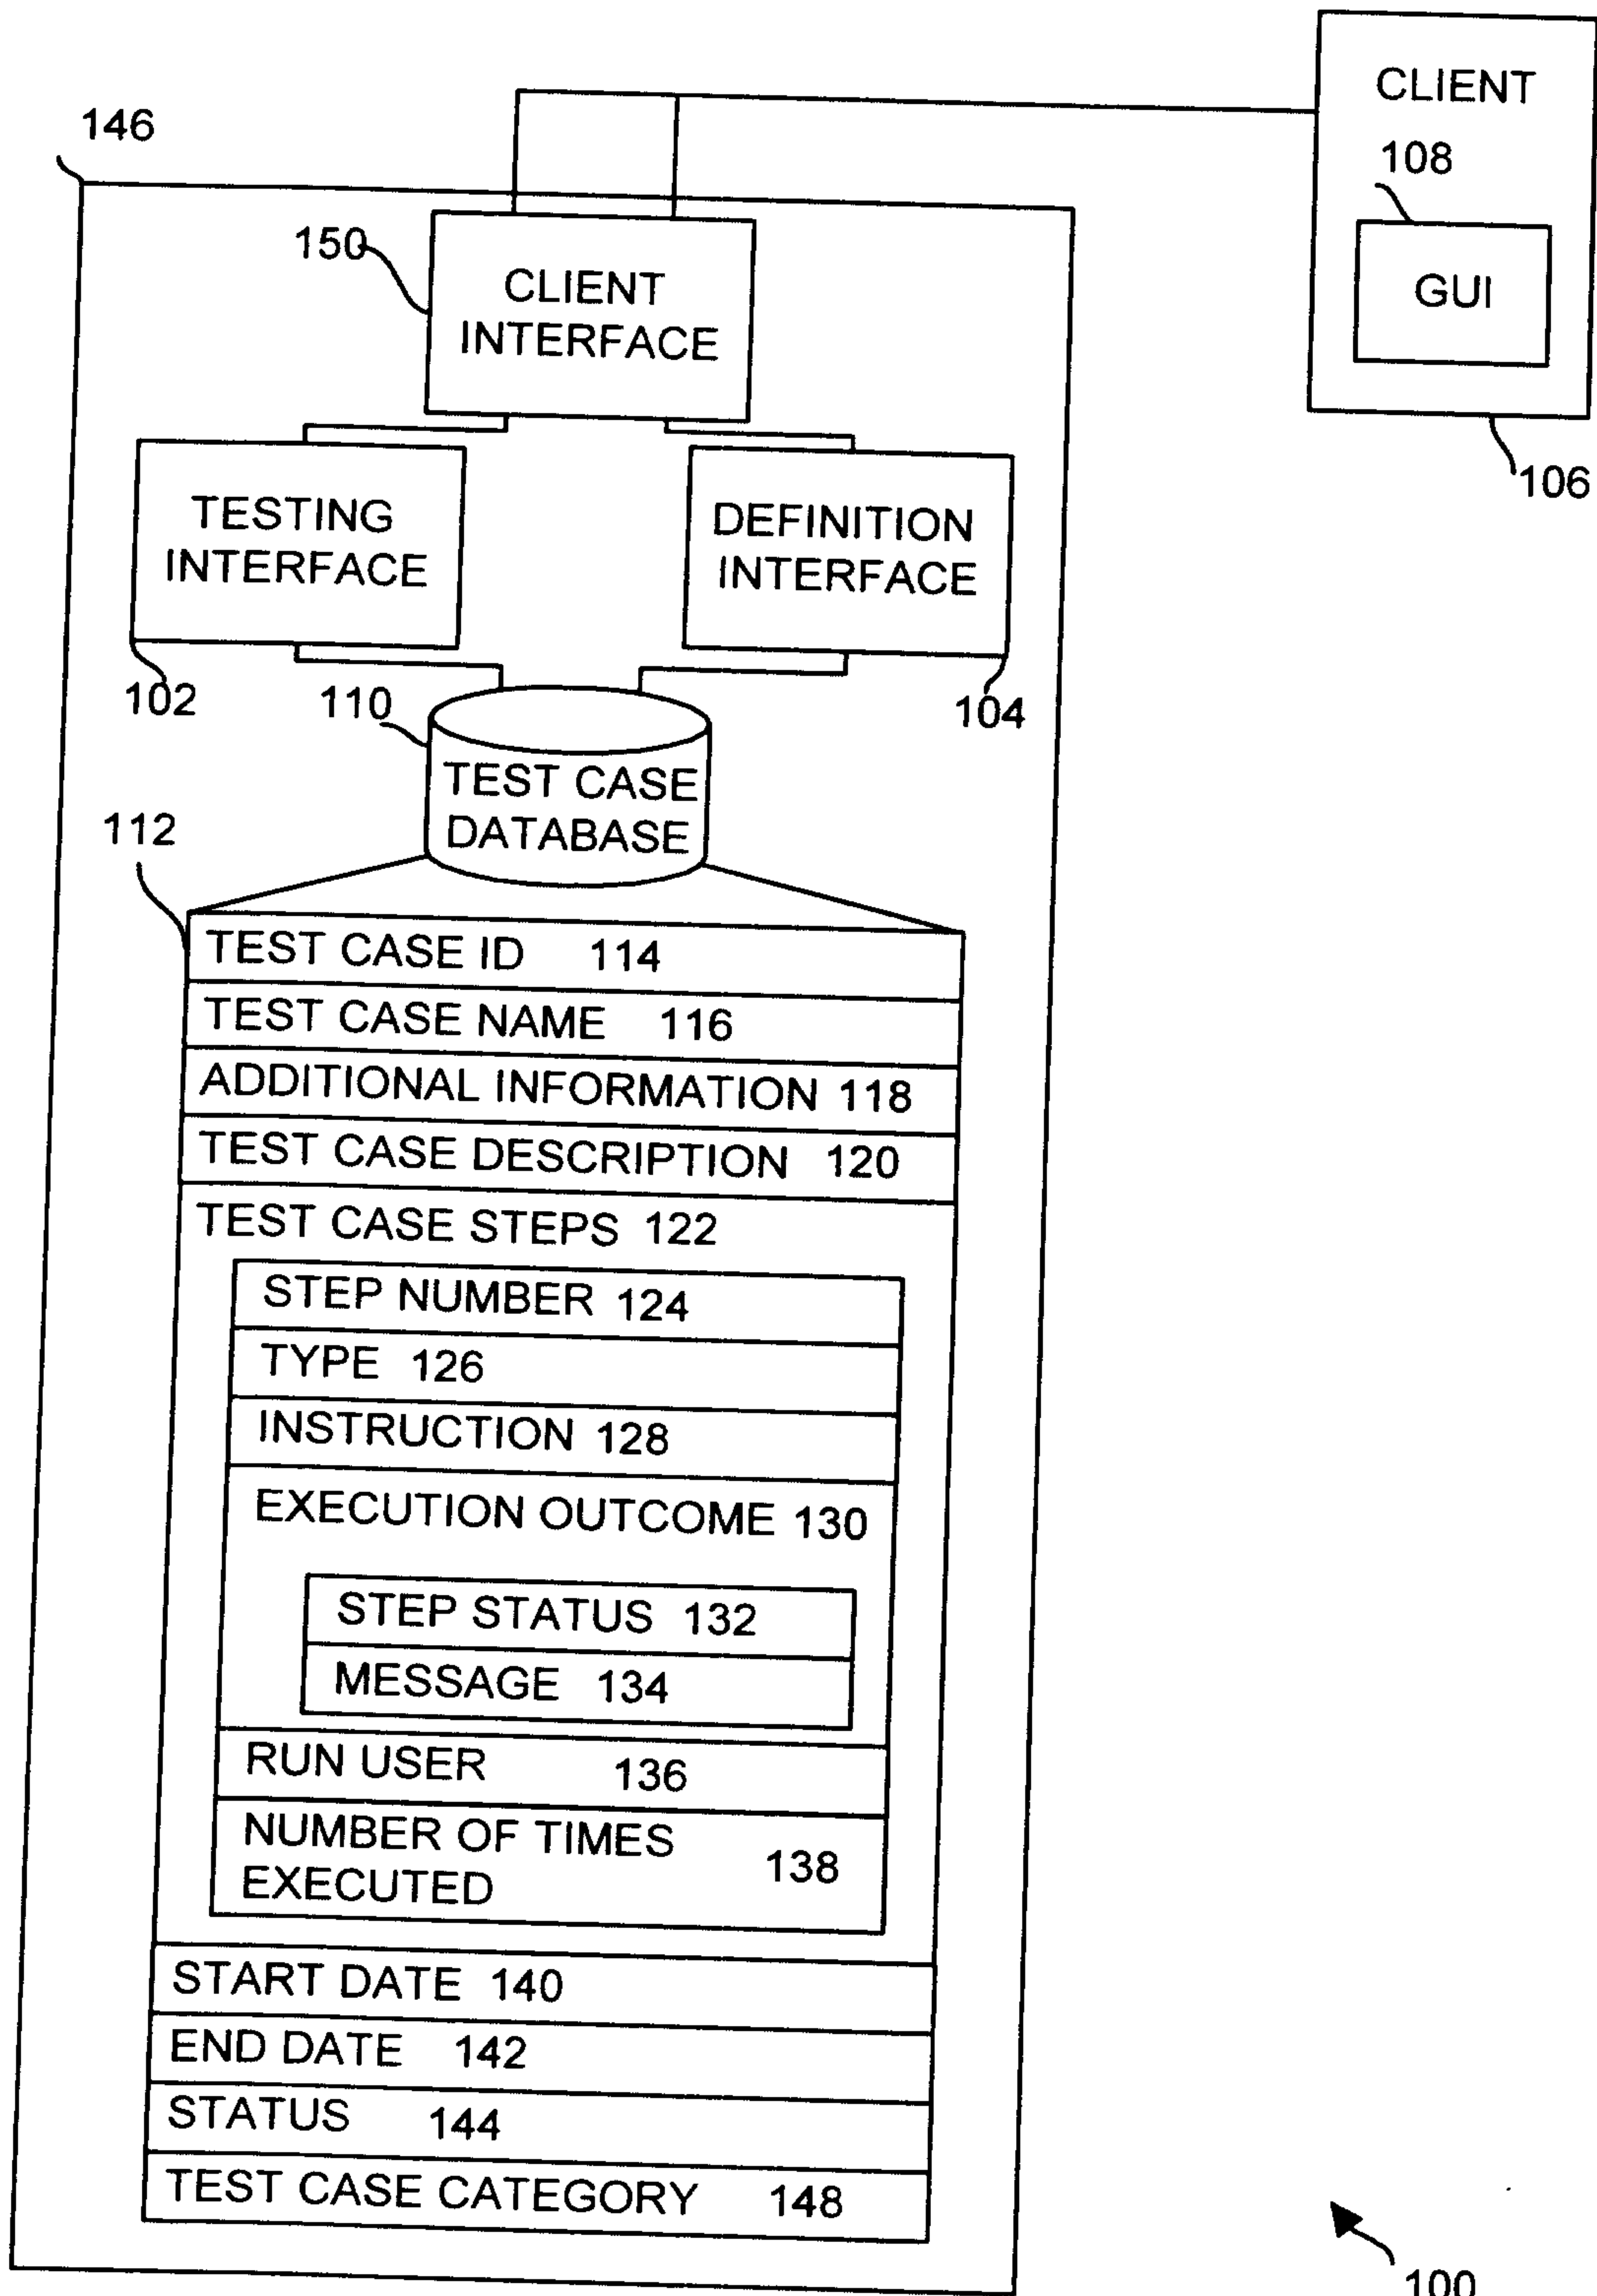 CLIENT
108
GUI
106
146
150
CLIENT
INTERFACE
TESTING
INTERFACE
DEFINITION
INTERFACE
102
110
104
TEST CASE
DATABASE
112
TEST CASE ID 114
TEST CASE NAME 116
ADDITIONAL INFORMATION 118
TEST CASE DESCRIPTION 120
TEST CASE STEPS 122
STEP NUMBER 124
TYPE 126
INSTRUCTION 128
EXECUTION OUTCOME 130
STEP STATUS 132
MESSAGE 134
RUN USER 136
NUMBER OF TIMES
EXECUTED 138
START DATE 140
END DATE 142
STATUS 144
TEST CASE CATEGORY 148
100